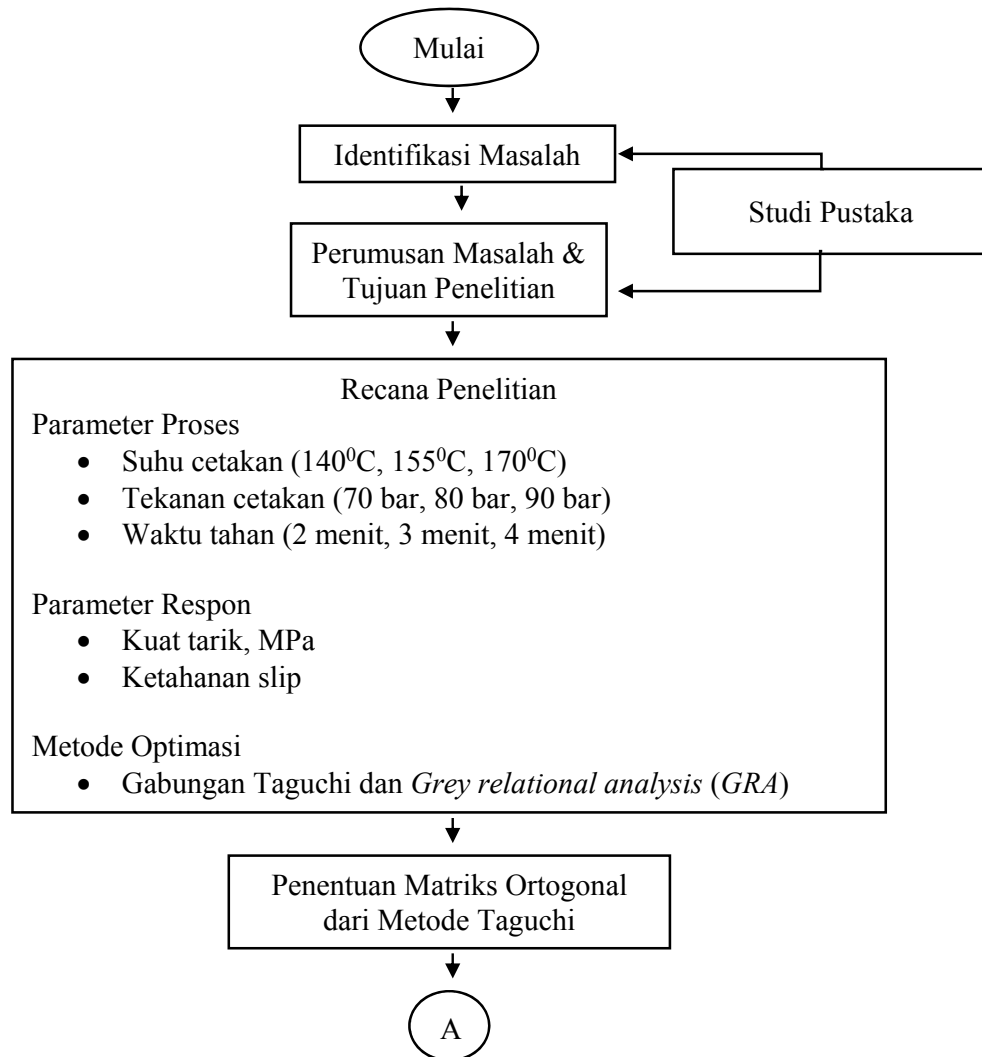 Mulai
Identifikasi Masalah
Studi Pustaka
Perumusan Masalah &
Tujuan Penelitian
Recana Penelitian
Parameter Proses
• Suhu cetakan (140⁰C, 155⁰C, 170⁰C)
• Tekanan cetakan (70 bar, 80 bar, 90 bar)
• Waktu tahan (2 menit, 3 menit, 4 menit)
Parameter Respon
• Kuat tarik, MPa
• Ketahanan slip
Metode Optimasi
• Gabungan Taguchi dan Grey relational analysis (GRA)
Penentuan Matriks Ortogonal
dari Metode Taguchi
A